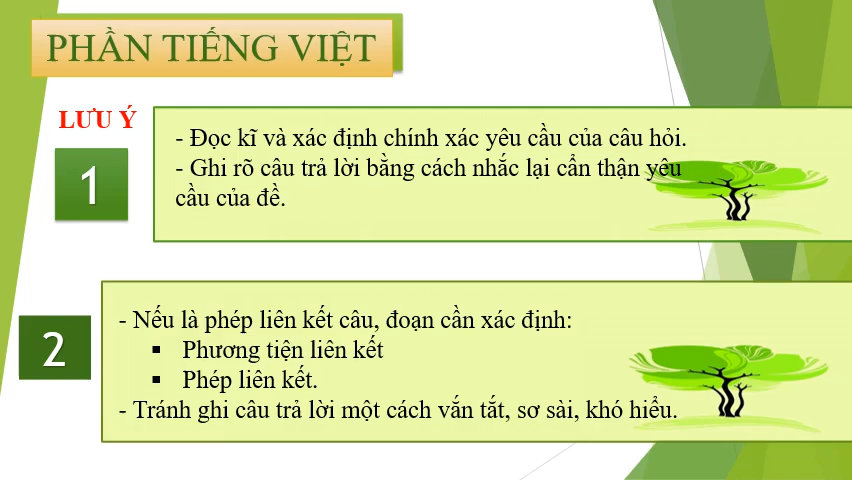 PHẦN TIẾNG VIỆT
LƯU Ý
1
- Đọc kĩ và xác định chính xác yêu cầu của câu hỏi.
- Ghi rõ câu trả lời bằng cách nhắc lại cẩn thận yêu
cầu của đề.
2
- Nếu là phép liên kết câu, đoạn cần xác định:
▪ Phương tiện liên kết
▪ Phép liên kết.
- Tránh ghi câu trả lời một cách vắn tắt, sơ sài, khó hiểu.